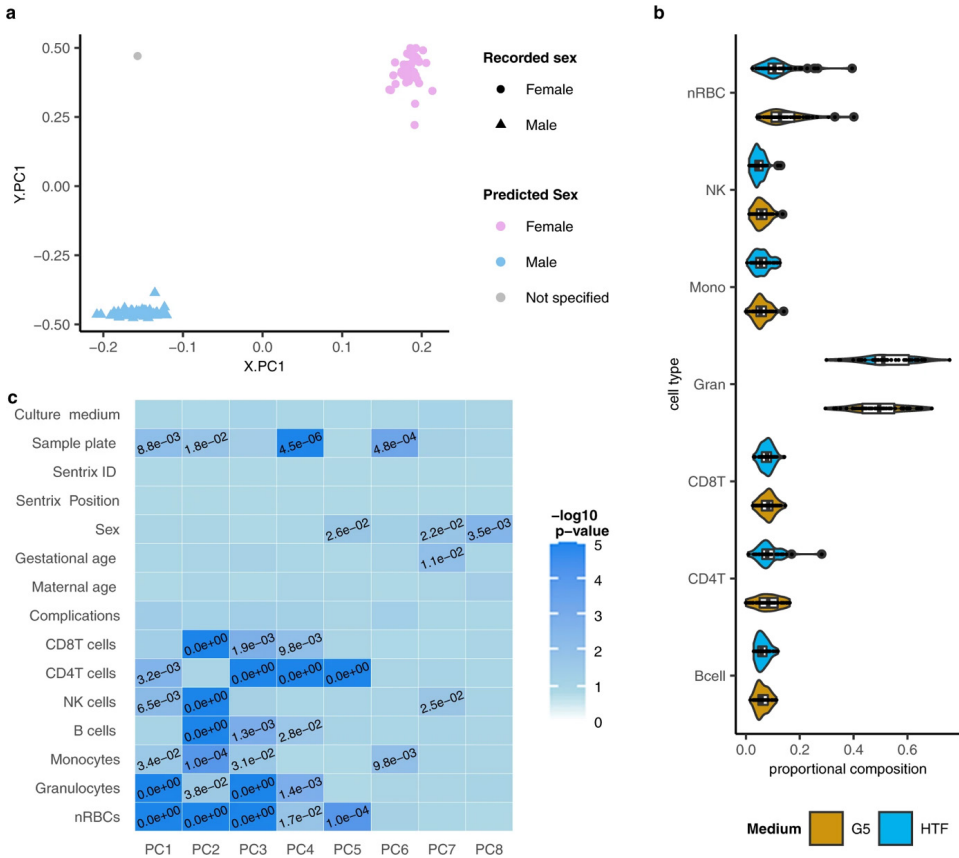 a
0.50
0.25
0.00
−0.25
−0.50
Y.PC1
−0.2
−0.1
0.0
0.1
0.2
X.PC1
Recorded sex
Female
Male
Predicted Sex
Female
Male
Not specified
b
nRBC
NK
Mono
Gran
CD8T
CD4T
Bcell
cell type
0.0
0.2
0.4
0.6
proportional composition
Medium
G5
HTF
c
Culture medium
Sample plate 8.8e−03 1.8e−02 4.5e−06 4.8e−04
Sentrix ID
Sentrix Position
Sex 2.6e−02 2.2e−02 3.5e−03
Gestational age 1.1e−02
Maternal age
Complications
CD8T cells 0.0e+00 1.9e−03 9.8e−03
CD4T cells 3.2e−03 0.0e+00 0.0e+00 0.0e+00
NK cells 6.5e−03 0.0e+00 2.5e−02
B cells 0.0e+00 1.3e−03 2.8e−02
Monocytes 3.4e−02 1.0e−04 3.1e−02 9.8e−03
Granulocytes 0.0e+00 3.8e−02 0.0e+00 1.4e−03
nRBCs 0.0e+00 0.0e+00 0.0e+00 1.7e−02 1.0e−04
PC1 PC2 PC3 PC4 PC5 PC6 PC7 PC8
−log10
p−value
5
4
3
2
1
0